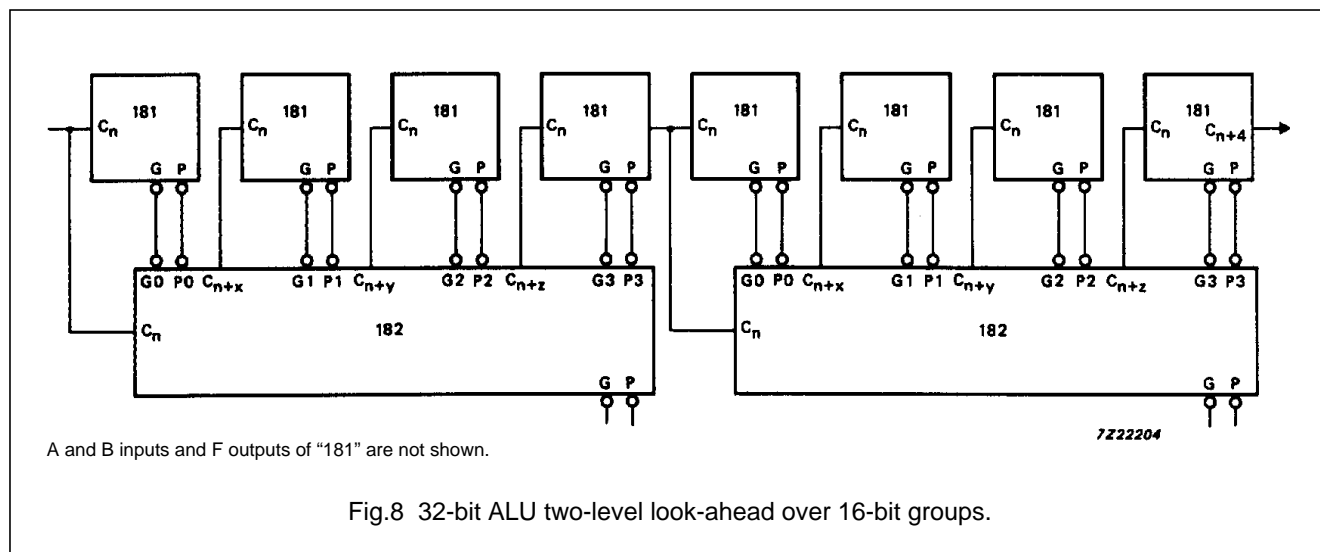 181 181 181 181 181 181 181 181
Cn Cn Cn Cn Cn Cn Cn Cn Cn+4
G P G P G P G P G P G P G P G P
G0 P0 Cn+x G1 P1 Cn+y G2 P2 Cn+z G3 P3 G0 P0 Cn+x G1 P1 Cn+y G2 P2 Cn+z G3 P3
Cn 182 Cn 182
G P G P
7Z22204
A and B inputs and F outputs of “181” are not shown.
Fig.8 32-bit ALU two-level look-ahead over 16-bit groups.